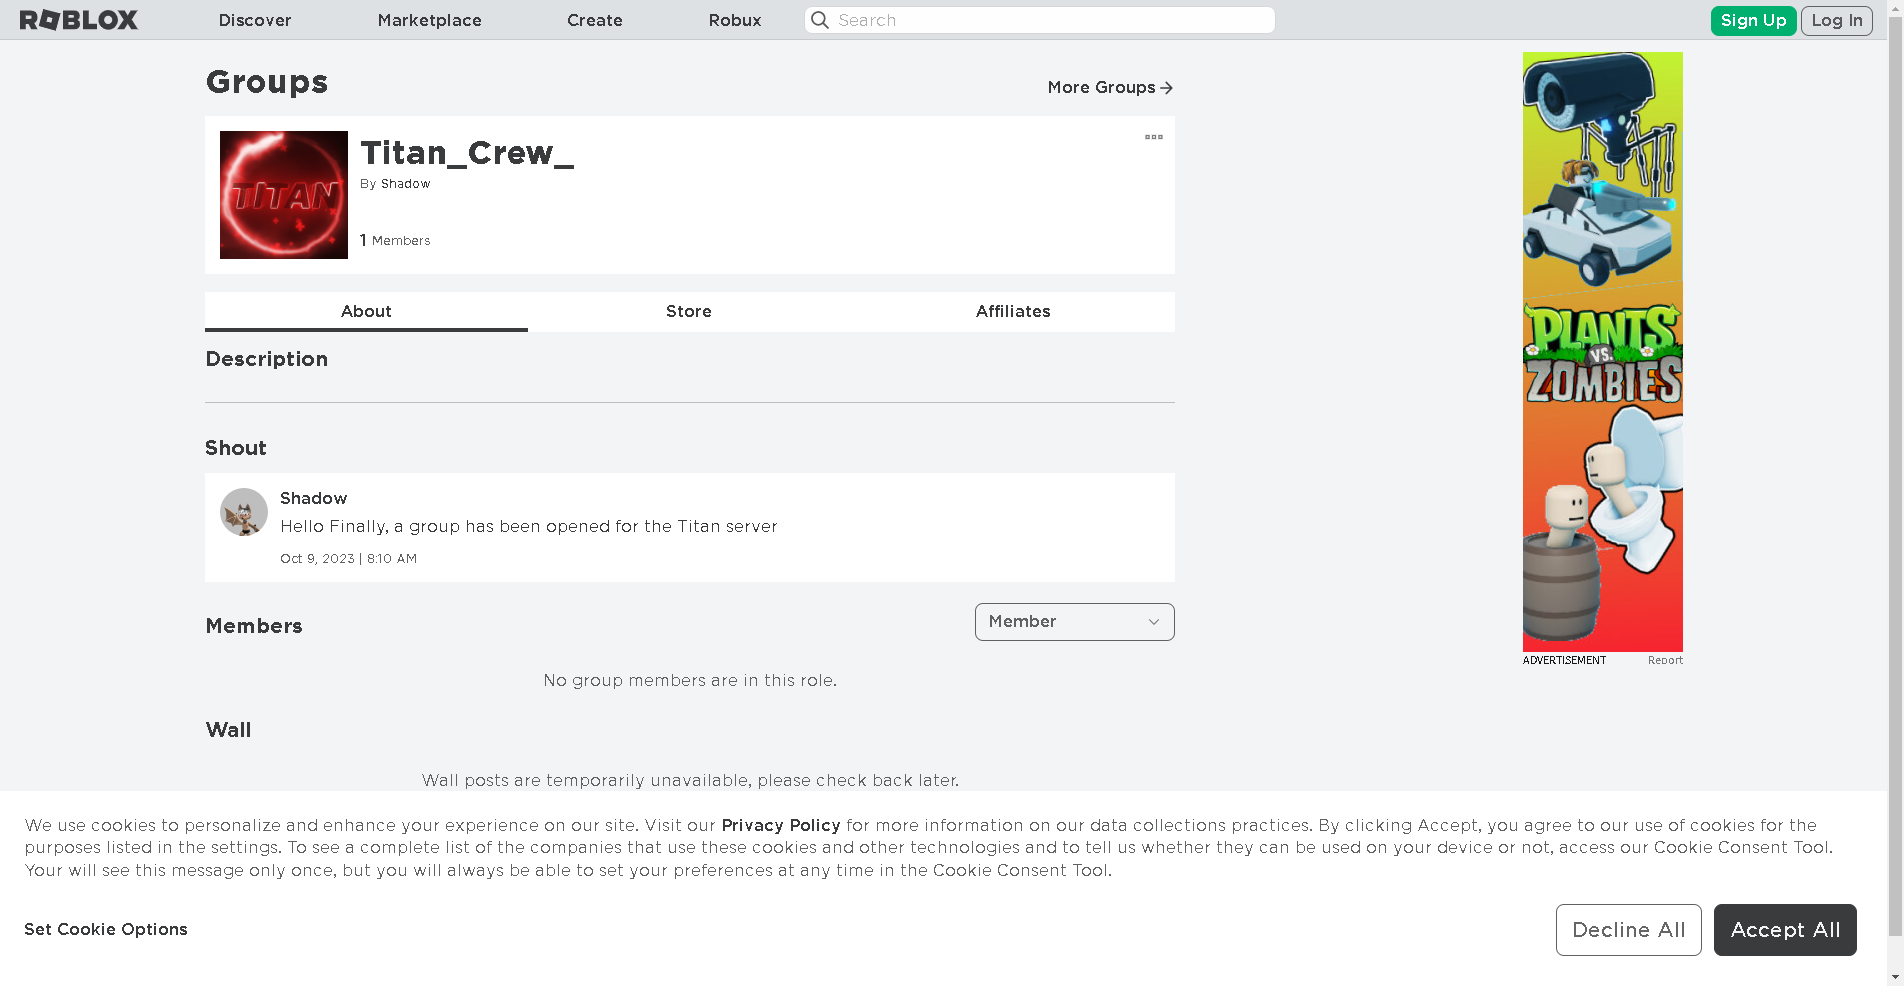 ROBLOX
Discover
Marketplace
Create
Robux
Search
Sign Up
Log In
Groups
More Groups
TITAN
Titan_Crew_
By Shadow
1 Members
About
Store
Affiliates
Description
Shout
Shadow
Hello Finally, a group has been opened for the Titan server
Oct 9, 2023 | 8:10 AM
Members
Member
No group members are in this role.
Wall
Wall posts are temporarily unavailable, please check back later.
PLANTS
VS.
ZOMBIES
ADVERTISEMENT
Report
We use cookies to personalize and enhance your experience on our site. Visit our Privacy Policy for more information on our data collections practices. By clicking Accept, you agree to our use of cookies for the
purposes listed in the settings. To see a complete list of the companies that use these cookies and other technologies and to tell us whether they can be used on your device or not, access our Cookie Consent Tool.
Your will see this message only once, but you will always be able to set your preferences at any time in the Cookie Consent Tool.
Set Cookie Options
Decline All
Accept All